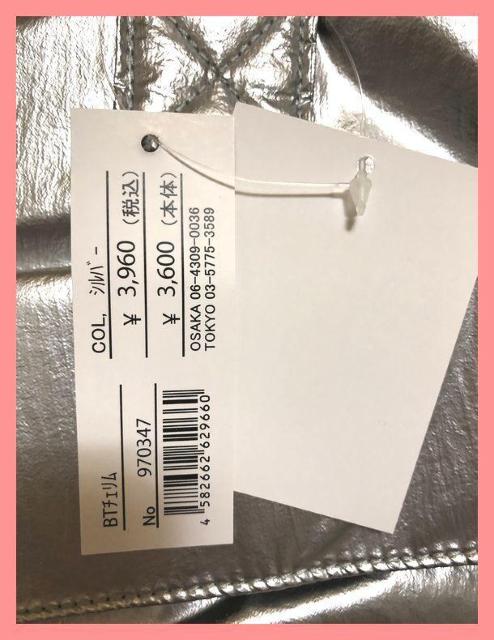 BTチェリム
No 970347
4 582662 629660
COL, シルバー
¥ 3,960 (税込)
¥ 3,600 (本体)
OSAKA 06-4309-0036
TOKYO 03-5775-3589